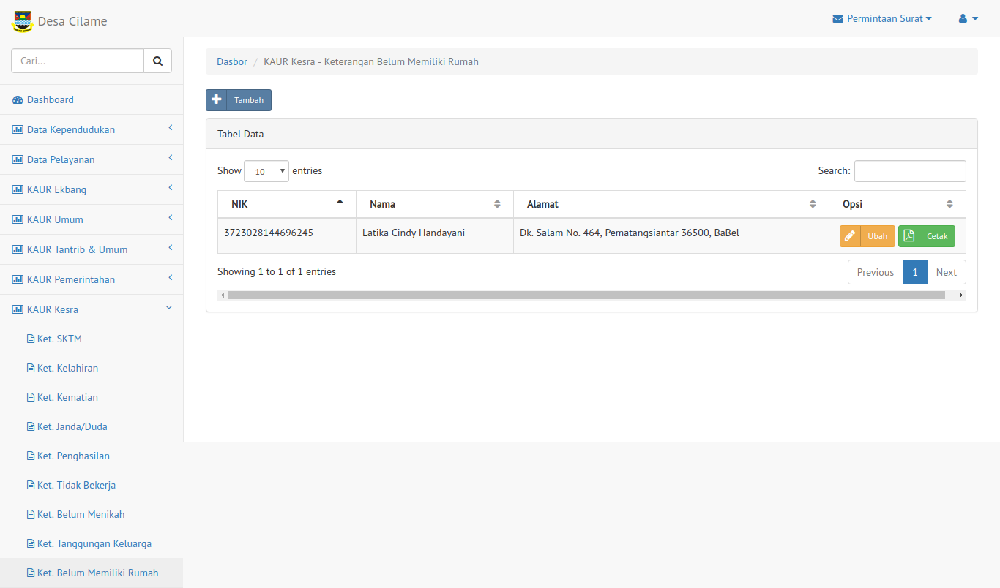 Desa Cilame
Permintaan Surat
Cari...
Dashboard
Data Kependudukan
Data Pelayanan
KAUR Ekbang
KAUR Umum
KAUR Tantrib & Umum
KAUR Pemerintahan
KAUR Kesra
Ket. SKTM
Ket. Kelahiran
Ket. Kematian
Ket. Janda/Duda
Ket. Penghasilan
Ket. Tidak Bekerja
Ket. Belum Menikah
Ket. Tanggungan Keluarga
Ket. Belum Memiliki Rumah
Dasbor / KAUR Kesra - Keterangan Belum Memiliki Rumah
Tambah
Tabel Data
Show 10 entries Search:
NIK Nama Alamat Opsi
3723028144696245 Latika Cindy Handayani Dk. Salam No. 464, Pematangsiantar 36500, BaBel Ubah Cetak
Showing 1 to 1 of 1 entries Previous 1 Next